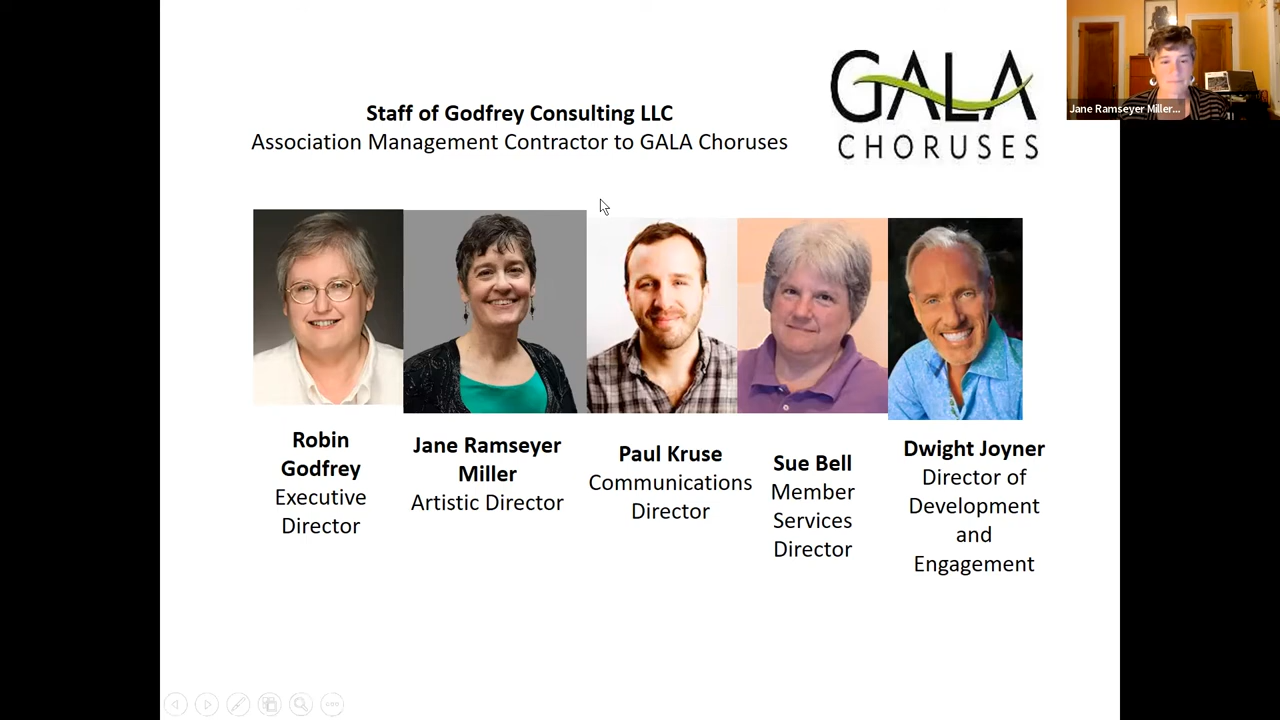 Staff of Godfrey Consulting LLC
Association Management Contractor to GALA Choruses
GALA
CHORUSES
Jane Ramseyer Miller...
Robin
Godfrey
Executive
Director
Jane Ramseyer
Miller
Artistic Director
Paul Kruse
Communications
Director
Sue Bell
Member
Services
Director
Dwight Joyner
Director of
Development
and
Engagement